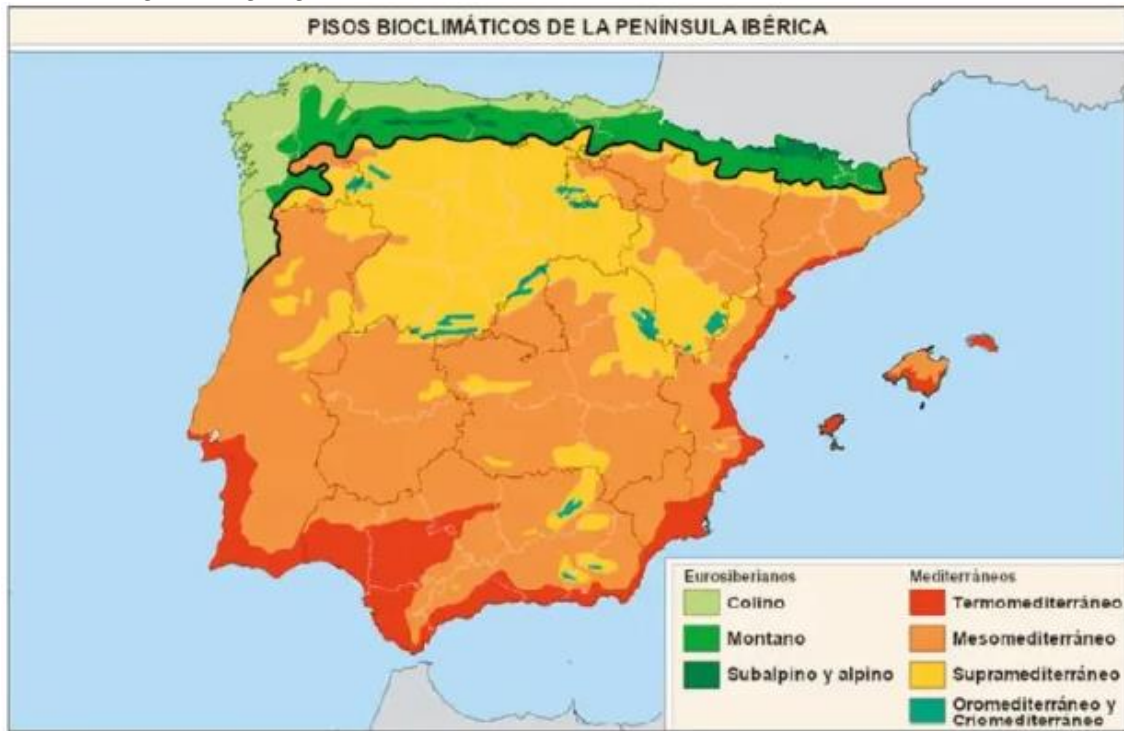 PISOS BIOCLIMÁTICOS DE LA PENÍNSULA IBÉRICA
Eurosiberianos
Colino
Montano
Subalpino y alpino
Mediterráneos
Termomediterráneo
Mesomediterráneo
Supramediterráneo
Oromediterráneo y
Criomediterráneo